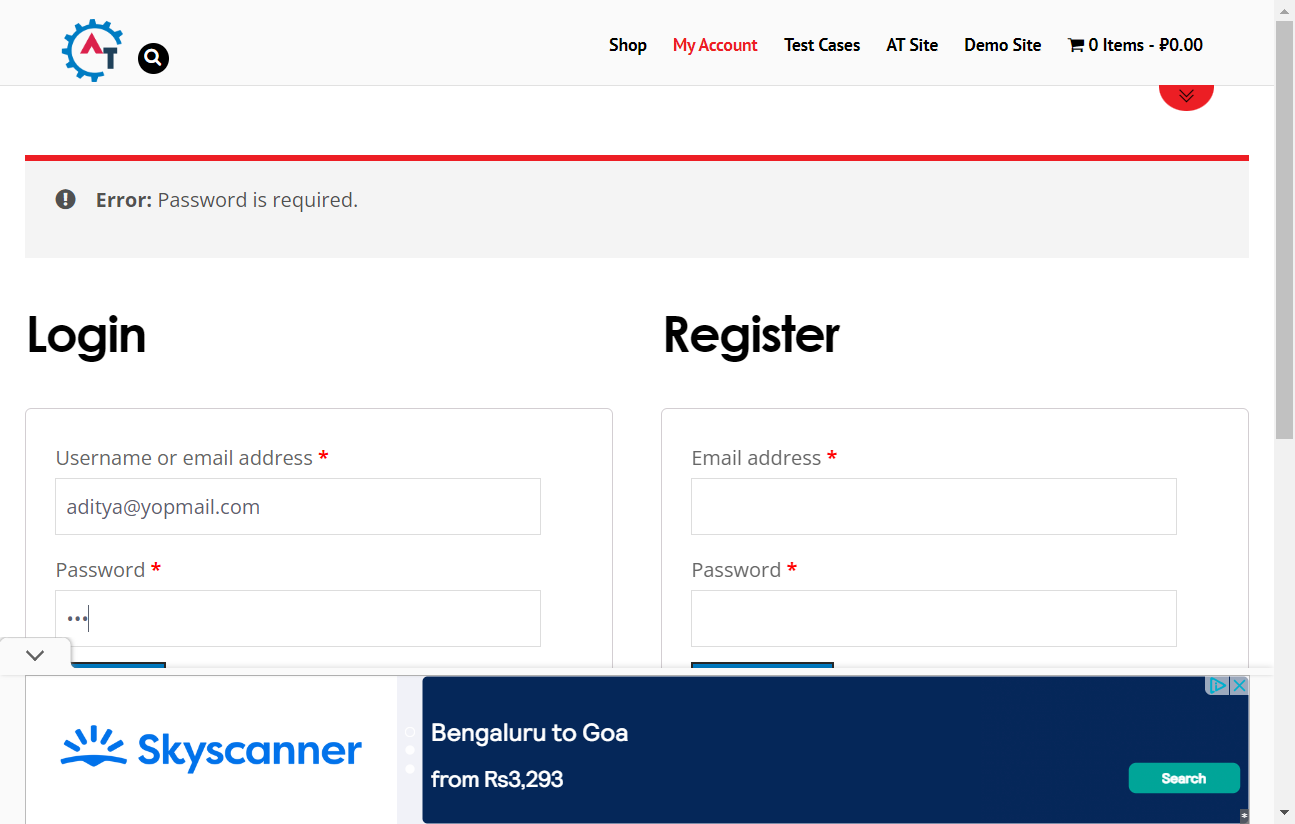 AT
Shop My Account Test Cases AT Site Demo Site 0 Items - ₽0.00
Error: Password is required.
Login
Register
Username or email address *
aditya@yopmail.com
Password *
•••
Email address *
Password *
Skyscanner
Bengaluru to Goa
from Rs3,293
Search